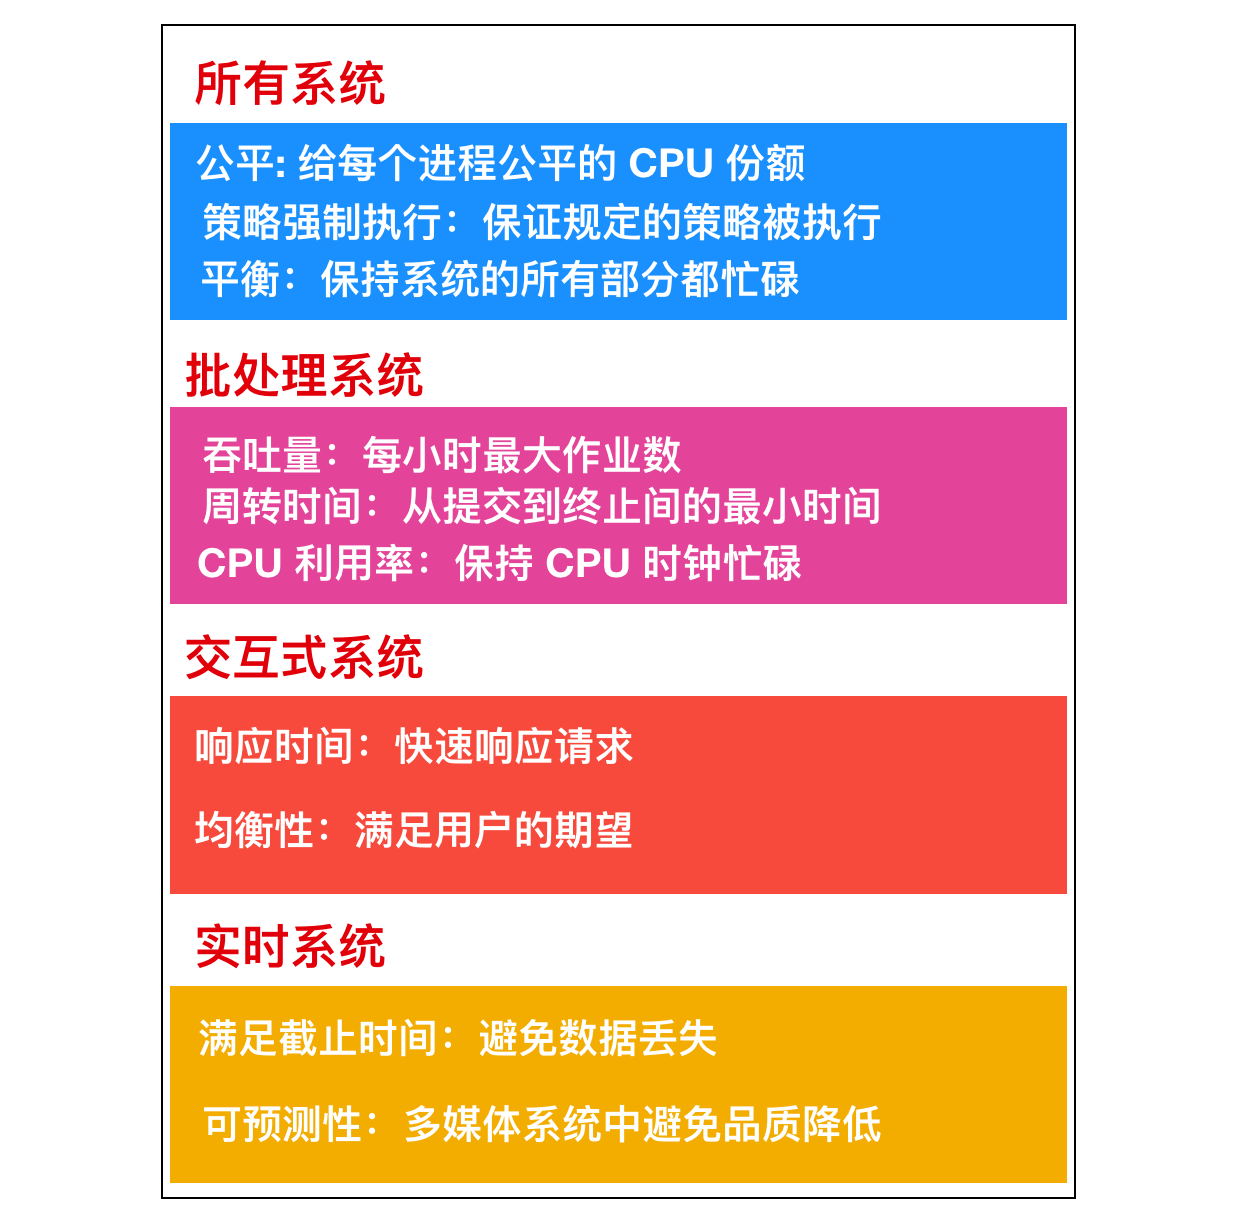 所有系统
公平: 给每个进程公平的 CPU 份额
策略强制执行：保证规定的策略被执行
平衡：保持系统的所有部分都忙碌
批处理系统
吞吐量：每小时最大作业数
周转时间：从提交到终止间的最小时间
CPU 利用率：保持 CPU 时钟忙碌
交互式系统
响应时间：快速响应请求
均衡性：满足用户的期望
实时系统
满足截止时间：避免数据丢失
可预测性：多媒体系统中避免品质降低